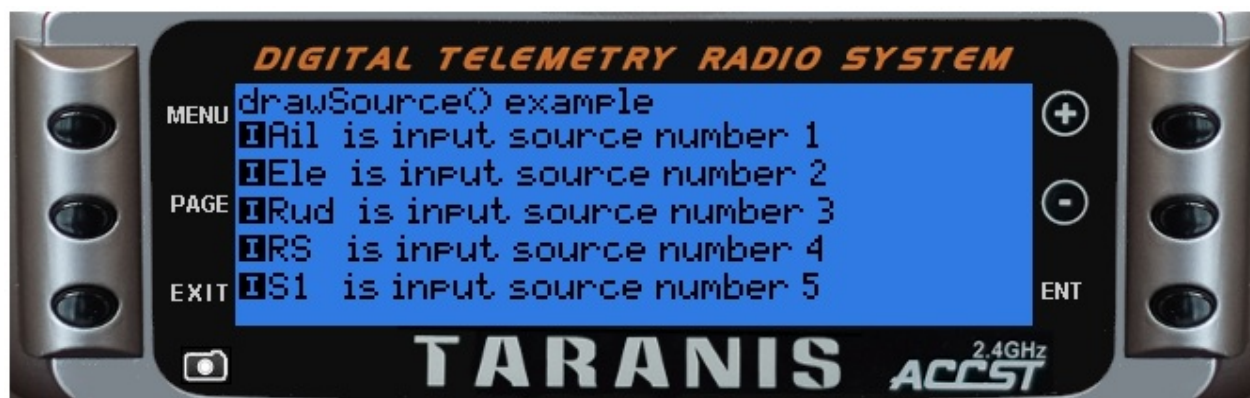 DIGITAL TELEMETRY RADIO SYSTEM
MENU
drawSource() example
IAil is input source number 1
IEle is input source number 2
PAGE
IRud is input source number 3
IRS is input source number 4
EXIT
IS1 is input source number 5
ENT
TARANIS
2.4GHz
ACCST